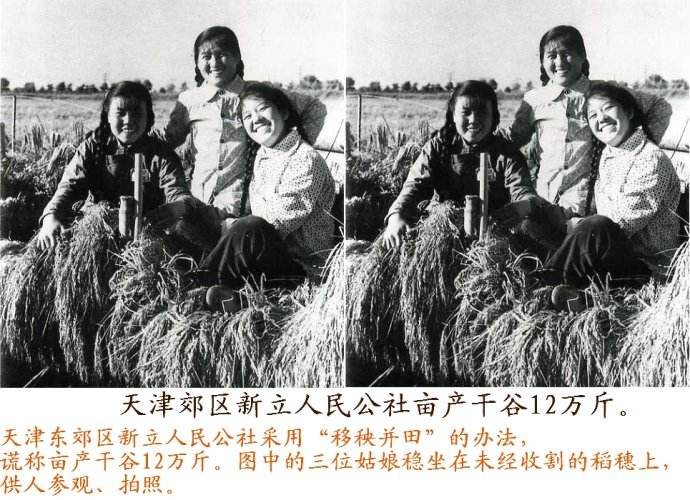 天津郊区新立人民公社亩产干谷12万斤。
天津东郊区新立人民公社采用“移秧并田”的办法，
谎称亩产干谷12万斤。图中的三位姑娘稳坐在未经收割的稻穗上，
供人参观、拍照。